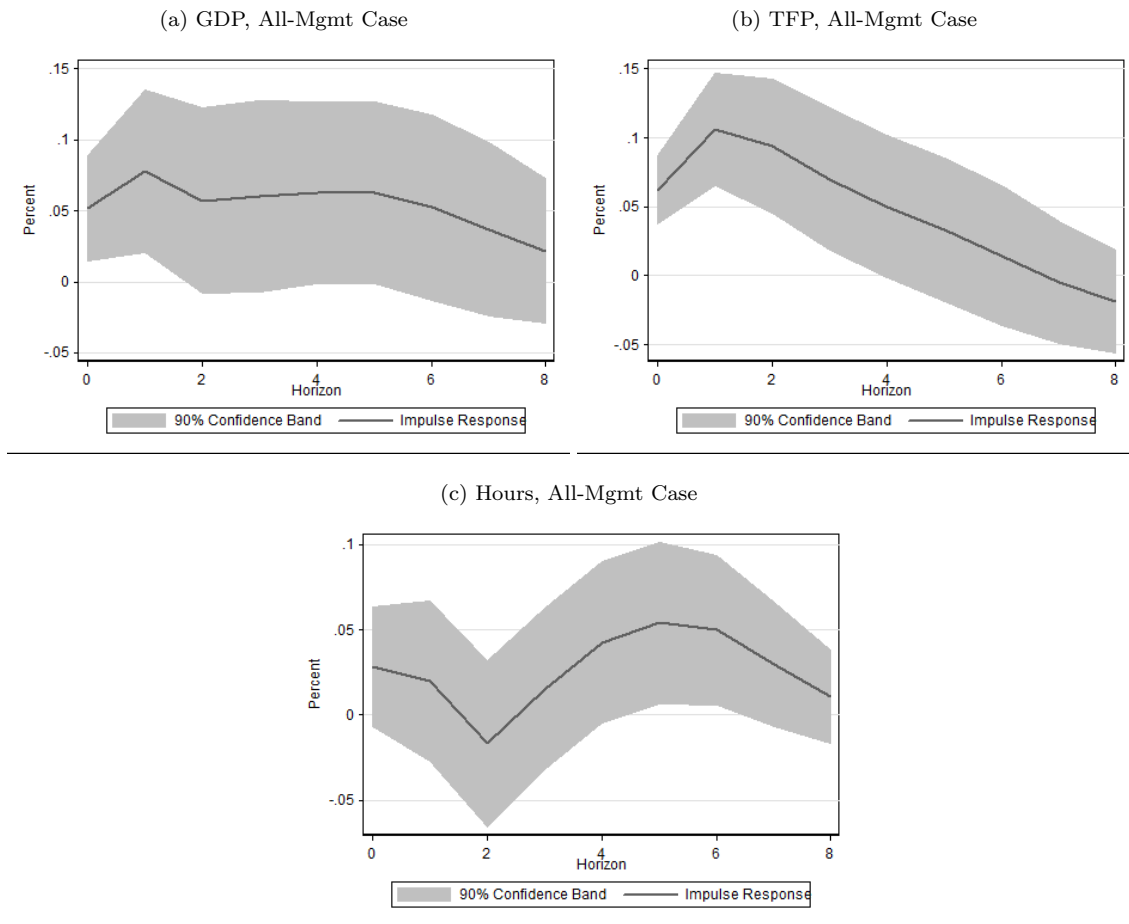 (a) GDP, All-Mgmt Case
.15
.1
.05
0
-.05
Percent
0 2 4 6 8
Horizon
90% Confidence Band Impulse Response
(b) TFP, All-Mgmt Case
.15
.1
.05
0
-.05
Percent
0 2 4 6 8
Horizon
90% Confidence Band Impulse Response
(c) Hours, All-Mgmt Case
.1
.05
0
-.05
Percent
0 2 4 6 8
Horizon
90% Confidence Band Impulse Response